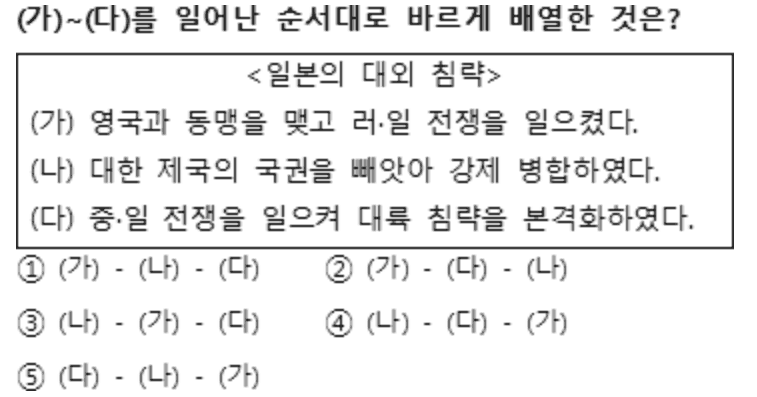 (가)~(다)를 일어난 순서대로 바르게 배열한 것은?
<일본의 대외 침략>
(가) 영국과 동맹을 맺고 러·일 전쟁을 일으켰다.
(나) 대한 제국의 국권을 빼앗아 강제 병합하였다.
(다) 중·일 전쟁을 일으켜 대륙 침략을 본격화하였다.
① (가) - (나) - (다) ② (가) - (다) - (나)
③ (나) - (가) - (다) ④ (나) - (다) - (가)
⑤ (다) - (나) - (가)